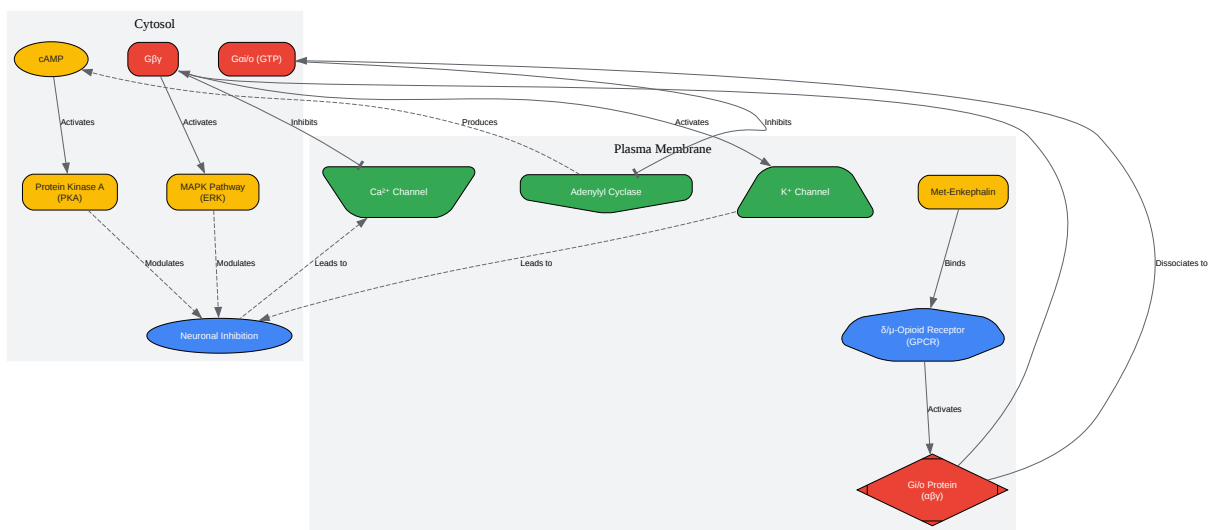 Cytosol
cAMP
Gβγ
Gαi/o (GTP)
Activates
Activates
Inhibits
Produces
Activates
Inhibits
Plasma Membrane
Protein Kinase A
(PKA)
MAPK Pathway
(ERK)
Ca²⁺ Channel
Adenylyl Cyclase
K⁺ Channel
Met-Enkephalin
Modulates
Modulates
Leads to
Leads to
Binds
Dissociates to
Neuronal Inhibition
δ/μ-Opioid Receptor
(GPCR)
Activates
Gi/o Protein
(αβγ)